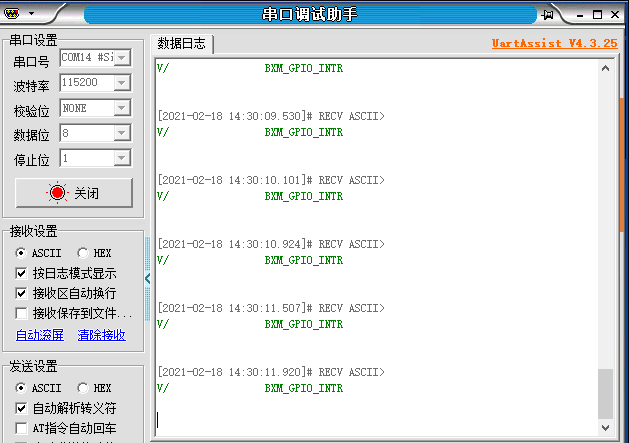 串口调试助手
串口设置
串口号 COM14 #Si
波特率 115200
校验位 NONE
数据位 8
停止位 1
关闭
接收设置
ASCII HEX
按日志模式显示
接收区自动换行
接收保存到文件...
自动滚屏 清除接收
发送设置
ASCII HEX
自动解析转义符
AT指令自动回车
数据日志
UartAssist V4.3.25
V/ BXM_GPIO_INTR
[2021-02-18 14:30:09.530]# RECV ASCII>
V/ BXM_GPIO_INTR
[2021-02-18 14:30:10.101]# RECV ASCII>
V/ BXM_GPIO_INTR
[2021-02-18 14:30:10.924]# RECV ASCII>
V/ BXM_GPIO_INTR
[2021-02-18 14:30:11.507]# RECV ASCII>
V/ BXM_GPIO_INTR
[2021-02-18 14:30:11.920]# RECV ASCII>
V/ BXM_GPIO_INTR